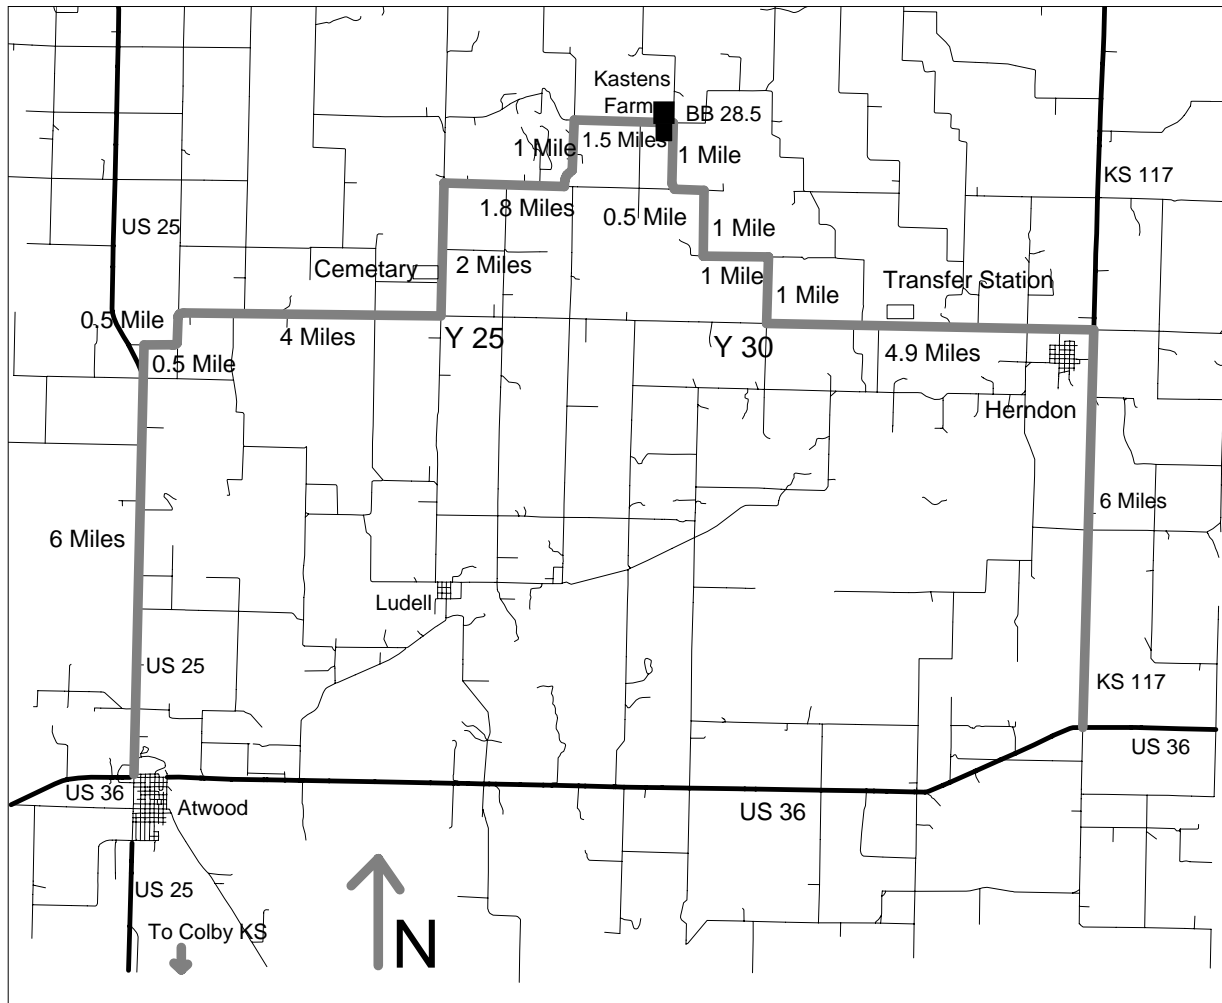 Kastens
Farm
BB 28.5
1 Mile
1.5 Miles
1 Mile
KS 117
1.8 Miles
0.5 Mile
US 25
1 Mile
Cemetary
2 Miles
1 Mile
Transfer Station
1 Mile
0.5 Mile
4 Miles
Y 25
Y 30
4.9 Miles
0.5 Mile
Herndon
6 Miles
6 Miles
Ludell
US 25
KS 117
US 36
US 36
Atwood
US 36
US 25
To Colby KS
N